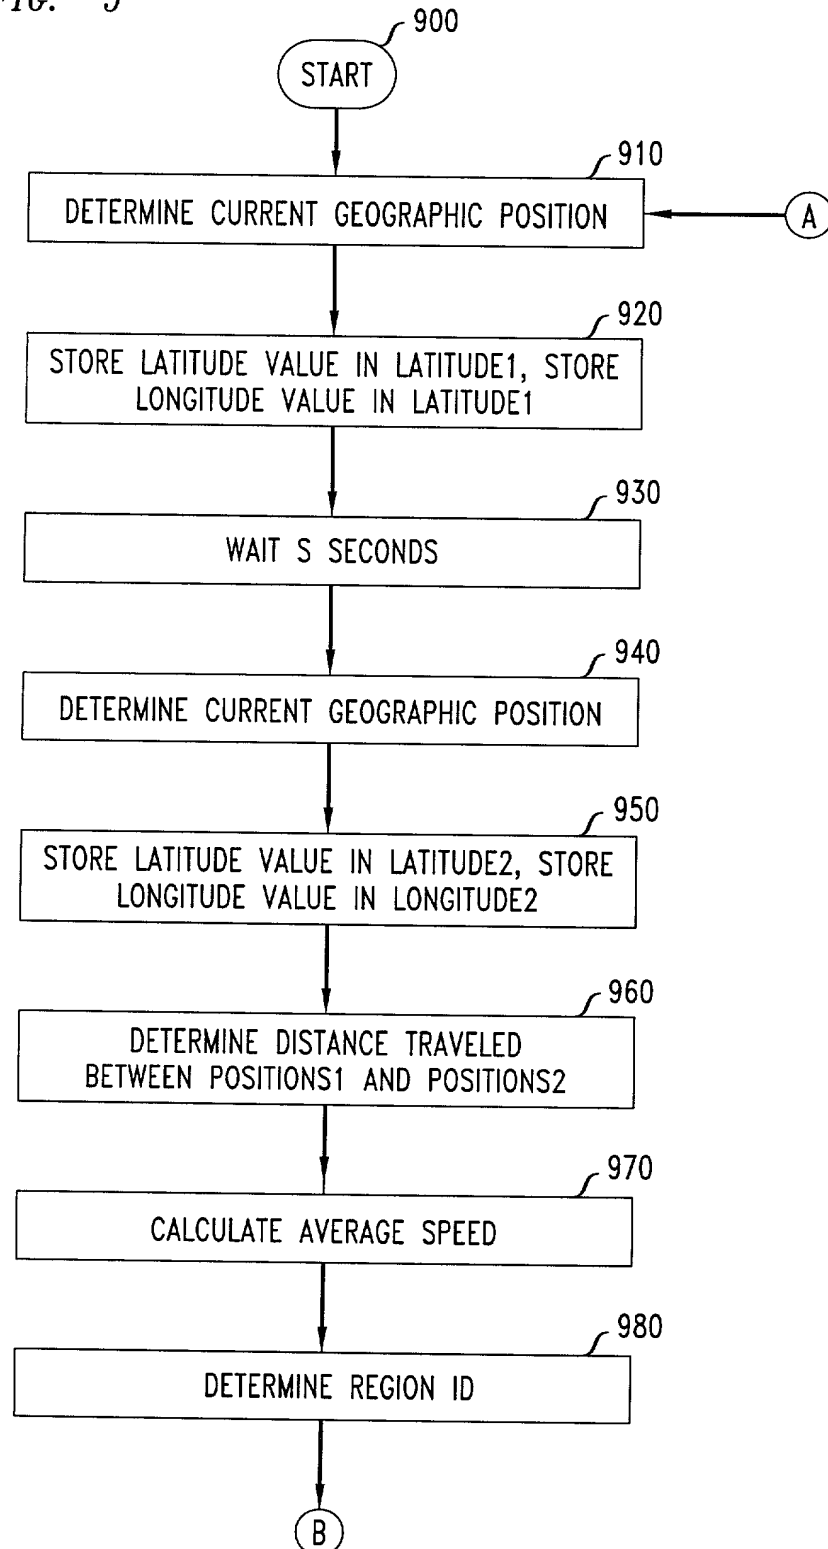 900
START
910
DETERMINE CURRENT GEOGRAPHIC POSITION
A
920
STORE LATITUDE VALUE IN LATITUDE1, STORE
LONGITUDE VALUE IN LATITUDE1
930
WAIT S SECONDS
940
DETERMINE CURRENT GEOGRAPHIC POSITION
950
STORE LATITUDE VALUE IN LATITUDE2, STORE
LONGITUDE VALUE IN LONGITUDE2
960
DETERMINE DISTANCE TRAVELED
BETWEEN POSITIONS1 AND POSITIONS2
970
CALCULATE AVERAGE SPEED
980
DETERMINE REGION ID
B